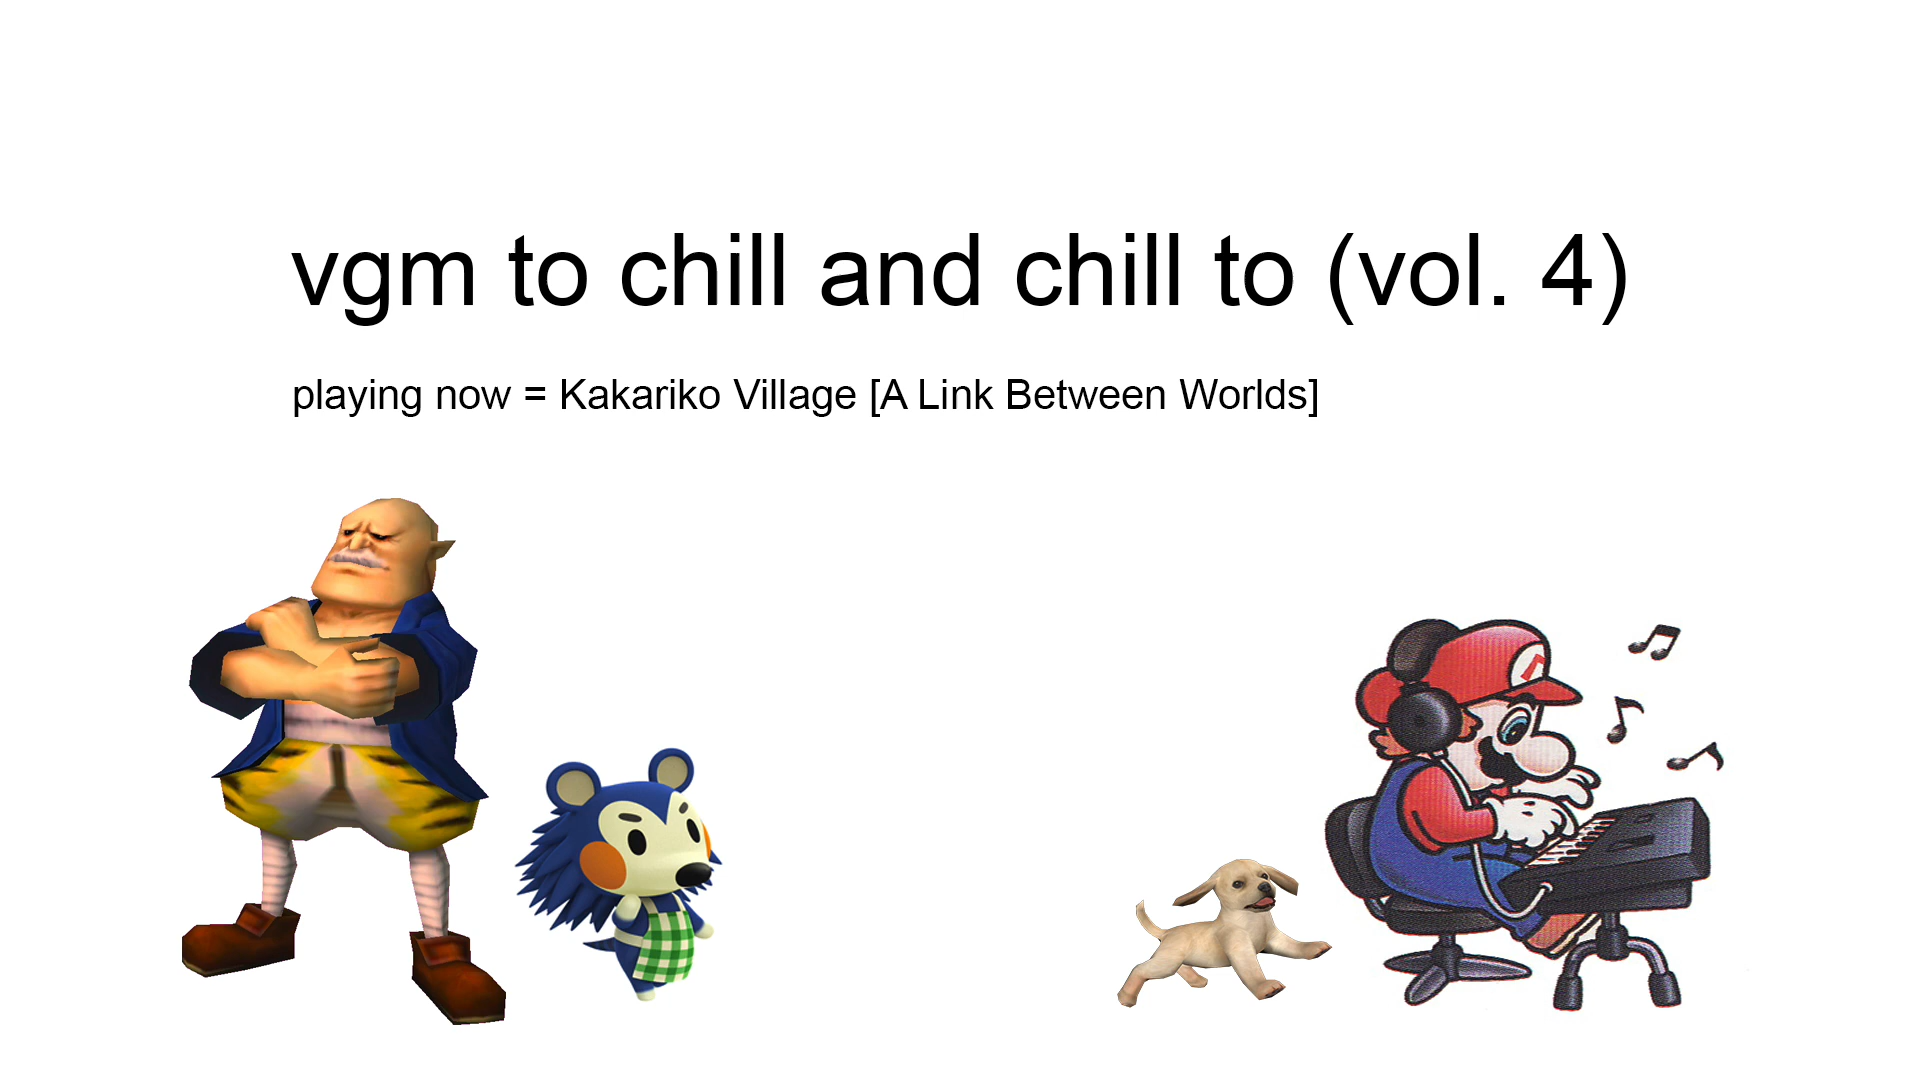 vgm to chill and chill to (vol. 4)
playing now = Kakariko Village [A Link Between Worlds]